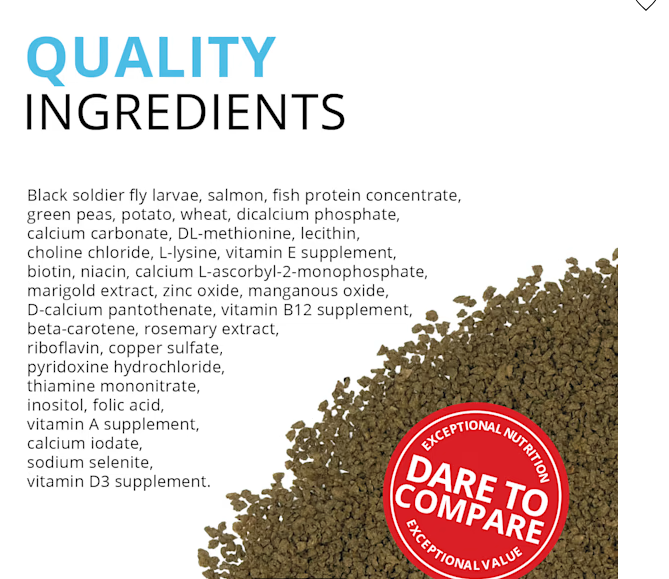 QUALITY
INGREDIENTS
Black soldier fly larvae, salmon, fish protein concentrate,
green peas, potato, wheat, dicalcium phosphate,
calcium carbonate, DL-methionine, lecithin,
choline chloride, L-lysine, vitamin E supplement,
biotin, niacin, calcium L-ascorbyl-2-monophosphate,
marigold extract, zinc oxide, manganous oxide,
D-calcium pantothenate, vitamin B12 supplement,
beta-carotene, rosemary extract,
riboflavin, copper sulfate,
pyridoxine hydrochloride,
thiamine mononitrate,
inositol, folic acid,
vitamin A supplement,
calcium iodate,
sodium selenite,
vitamin D3 supplement.
EXCEPTIONAL NUTRITION
DARE TO
COMPARE
EXCEPTIONAL VALUE